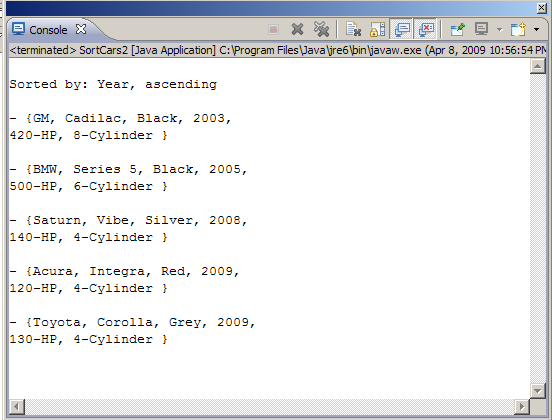 Console
<terminated> SortCars2 [Java Application] C:\Program Files\Java\jre6\bin\javaw.exe (Apr 8, 2009 10:56:54 PM
Sorted by: Year, ascending
- {GM, Cadilac, Black, 2003,
420-HP, 8-Cylinder }
- {BMW, Series 5, Black, 2005,
500-HP, 6-Cylinder }
- {Saturn, Vibe, Silver, 2008,
140-HP, 4-Cylinder }
- {Acura, Integra, Red, 2009,
120-HP, 4-Cylinder }
- {Toyota, Corolla, Grey, 2009,
130-HP, 4-Cylinder }